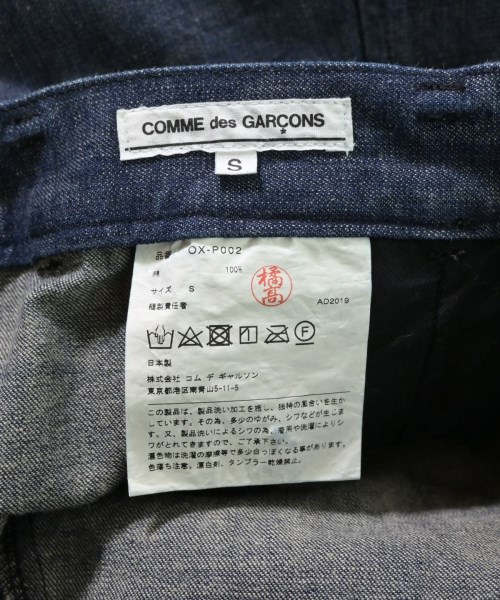 COMME des GARÇONS
S
品番 OX-P002
綿 100%
サイズ S
縫製責任者
橘髙
AD2019
日本製
株式会社 コム デ ギャルソン
東京都港区南青山5-11-5
この製品は、製品洗い加工を施し、独特の風合いを生か
しています。その為、多少のゆがみ、シワなどが生じま
す。又、製品洗いによるシワの為、着用や洗濯によりシ
ワがとれてきますので、ご了承下さい。
濃色物は洗濯の摩擦等で多少白っぽくなる事があります。
色落ち注意。漂白剤、タンブラー乾燥禁止。